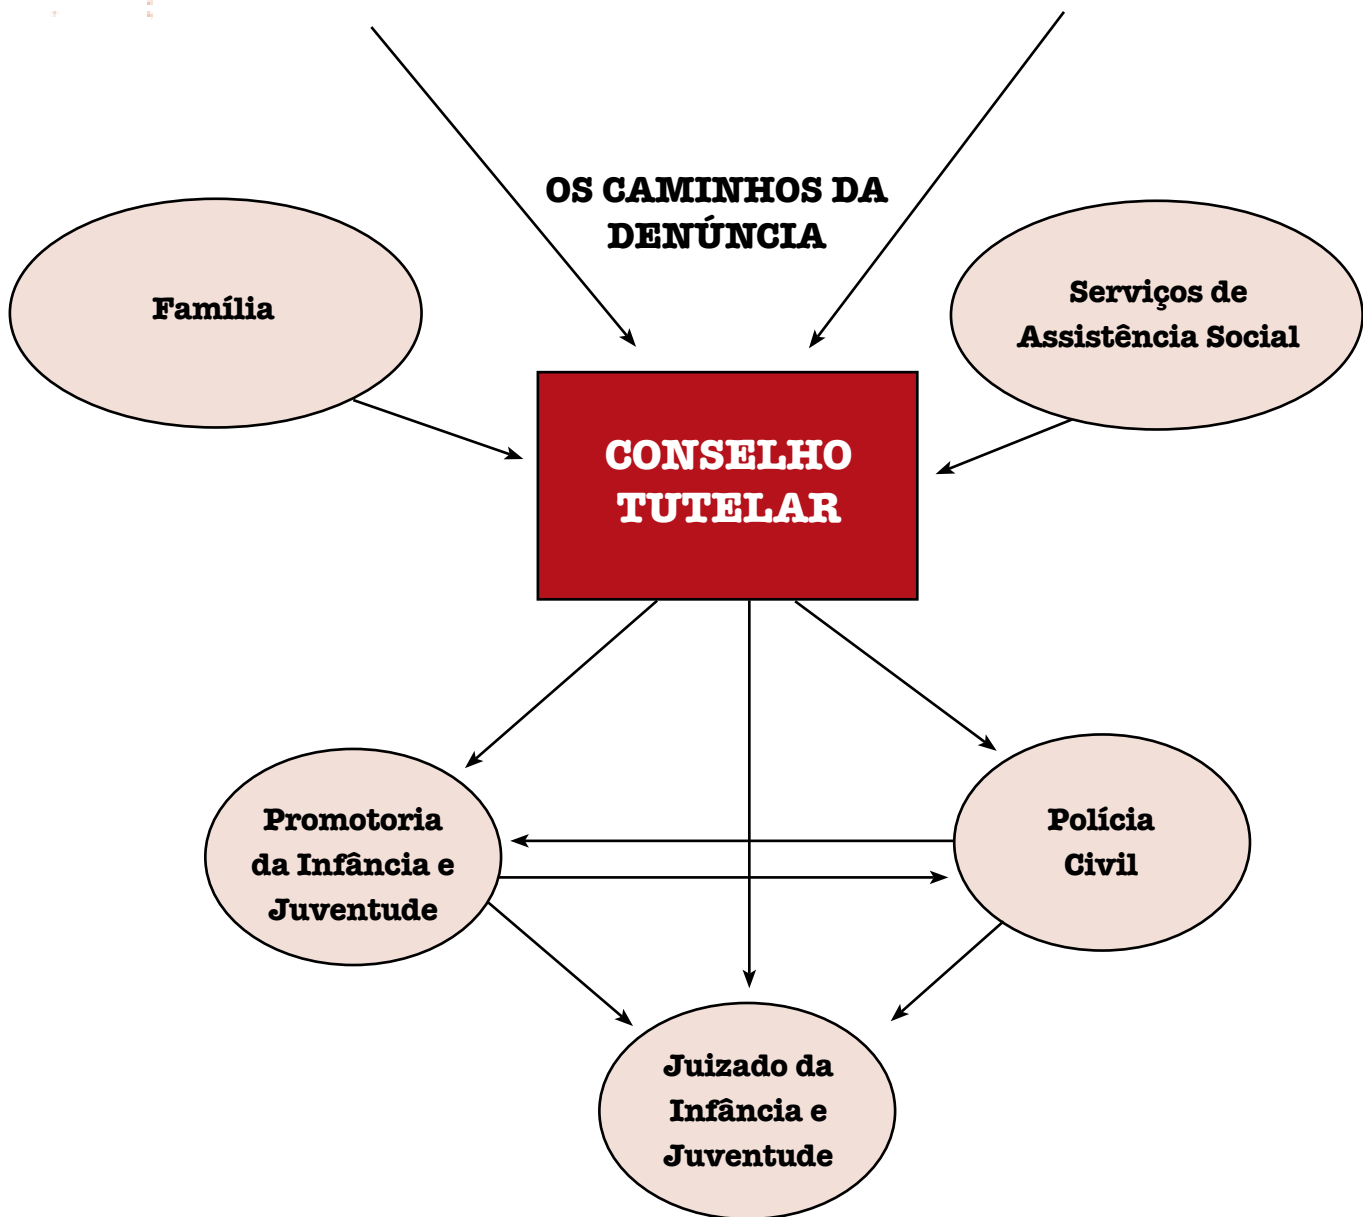 OS CAMINHOS DA
DENÚNCIA
Família
Serviços de
Assistência Social
CONSELHO
TUTELAR
Promotoria
da Infância e
Juventude
Polícia
Civil
Juizado da
Infância e
Juventude